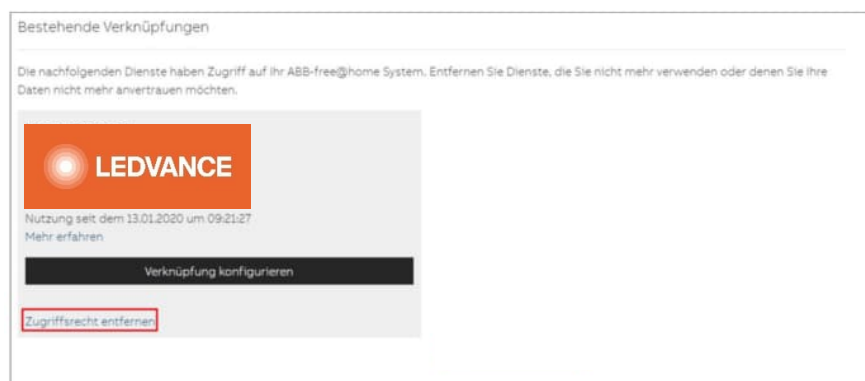 Bestehende Verknüpfungen
Die nachfolgenden Dienste haben Zugriff auf Ihr ABB-free@home System. Entfernen Sie Dienste, die Sie nicht mehr verwenden oder denen Sie Ihre
Daten nicht mehr anvertrauen möchten.
LEDVANCE
Nutzung seit dem 13.01.2020 um 09:21:27
Mehr erfahren
Verknüpfung konfigurieren
Zugriffsrecht entfernen